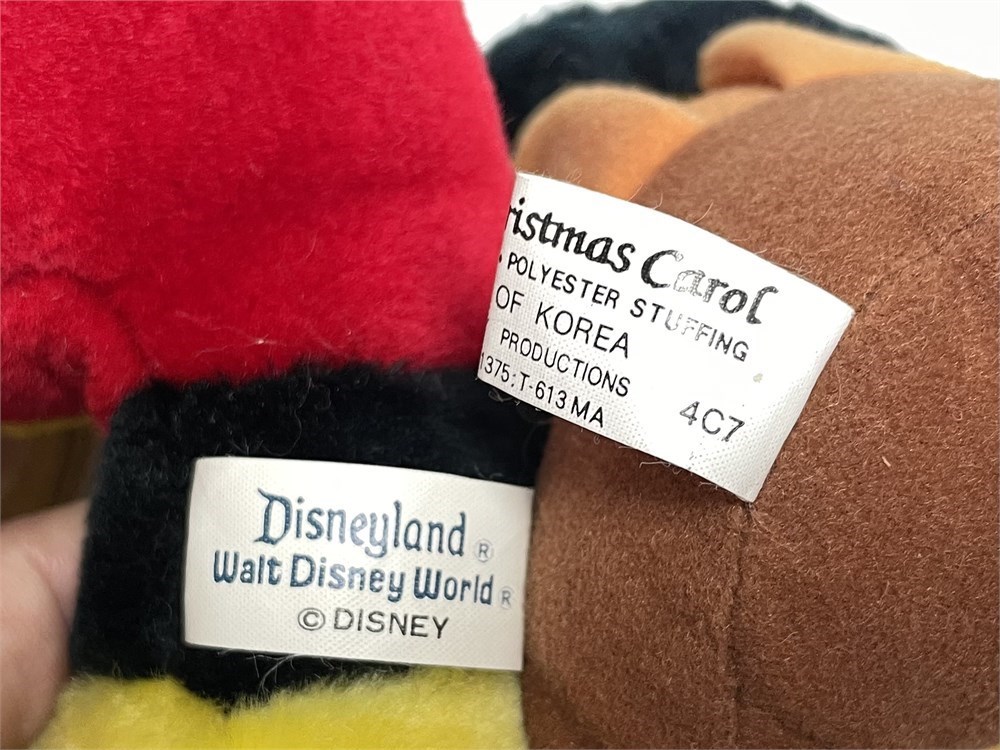 ristmas Carol
POLYESTER STUFFING
OF KOREA
PRODUCTIONS
1375; T-613 MA
4C7
Disneyland ®
Walt Disney World ®
© DISNEY